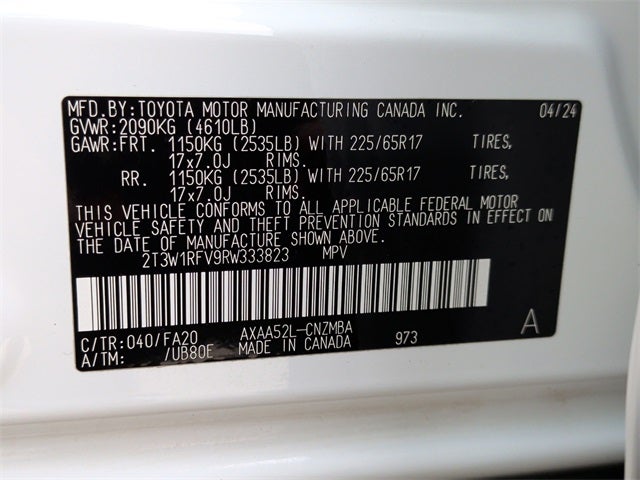 MFD.BY:TOYOTA MOTOR MANUFACTURING CANADA INC. 04/24
GVWR:2090KG (4610LB)
GAWR:FRT. 1150KG (2535LB) WITH 225/65R17 TIRES,
17x7.0J RIMS.
RR. 1150KG (2535LB) WITH 225/65R17 TIRES,
17x7.0J RIMS.
THIS VEHICLE CONFORMS TO ALL APPLICABLE FEDERAL MOTOR
VEHICLE SAFETY AND THEFT PREVENTION STANDARDS IN EFFECT ON
THE DATE OF MANUFACTURE SHOWN ABOVE.
2T3W1RFV9RW333823 MPV
C/TR:040/FA20 AXAA52L-CNZMBA
A/TM: /UB80E MADE IN CANADA 973 A